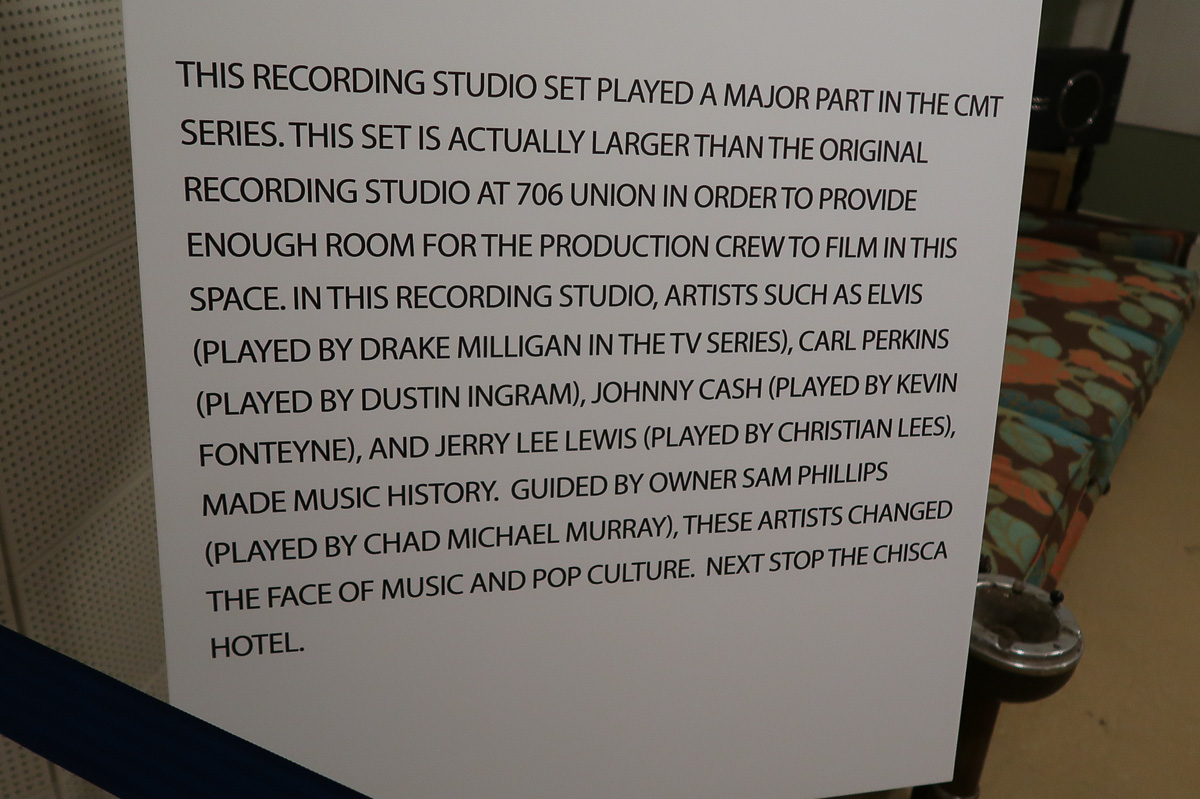 THIS RECORDING STUDIO SET PLAYED A MAJOR PART IN THE CMT
SERIES. THIS SET IS ACTUALLY LARGER THAN THE ORIGINAL
RECORDING STUDIO AT 706 UNION IN ORDER TO PROVIDE
ENOUGH ROOM FOR THE PRODUCTION CREW TO FILM IN THIS
SPACE. IN THIS RECORDING STUDIO, ARTISTS SUCH AS ELVIS
(PLAYED BY DRAKE MILLIGAN IN THE TV SERIES), CARL PERKINS
(PLAYED BY DUSTIN INGRAM), JOHNNY CASH (PLAYED BY KEVIN
FONTEYNE), AND JERRY LEE LEWIS (PLAYED BY CHRISTIAN LEES),
MADE MUSIC HISTORY.  GUIDED BY OWNER SAM PHILLIPS
(PLAYED BY CHAD MICHAEL MURRAY), THESE ARTISTS CHANGED
THE FACE OF MUSIC AND POP CULTURE.  NEXT STOP THE CHISCA
HOTEL.